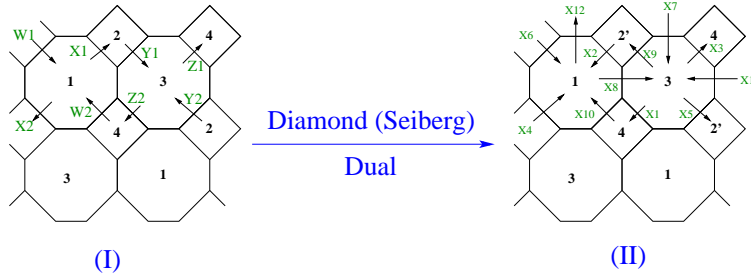 W1 2 4
X1 Y1 Z1
1 3
X2 W2 Z2 Y2
4 2
3 1
(I)
Diamond (Seiberg)
Dual
X12 X7
X6 2' 4
X2 X9 X3
1 X8 3
X4 X10 X1 X5
4 2'
3 1
(II)